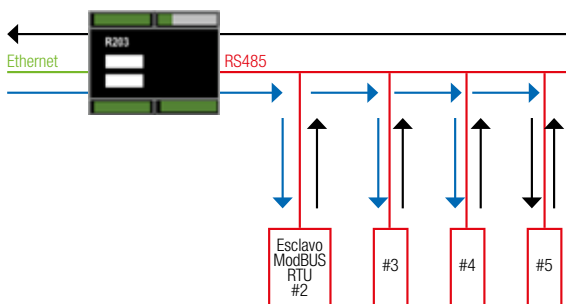 R203
Ethernet
RS485
Esclavo
ModBUS
RTU
#2
#3
#4
#5